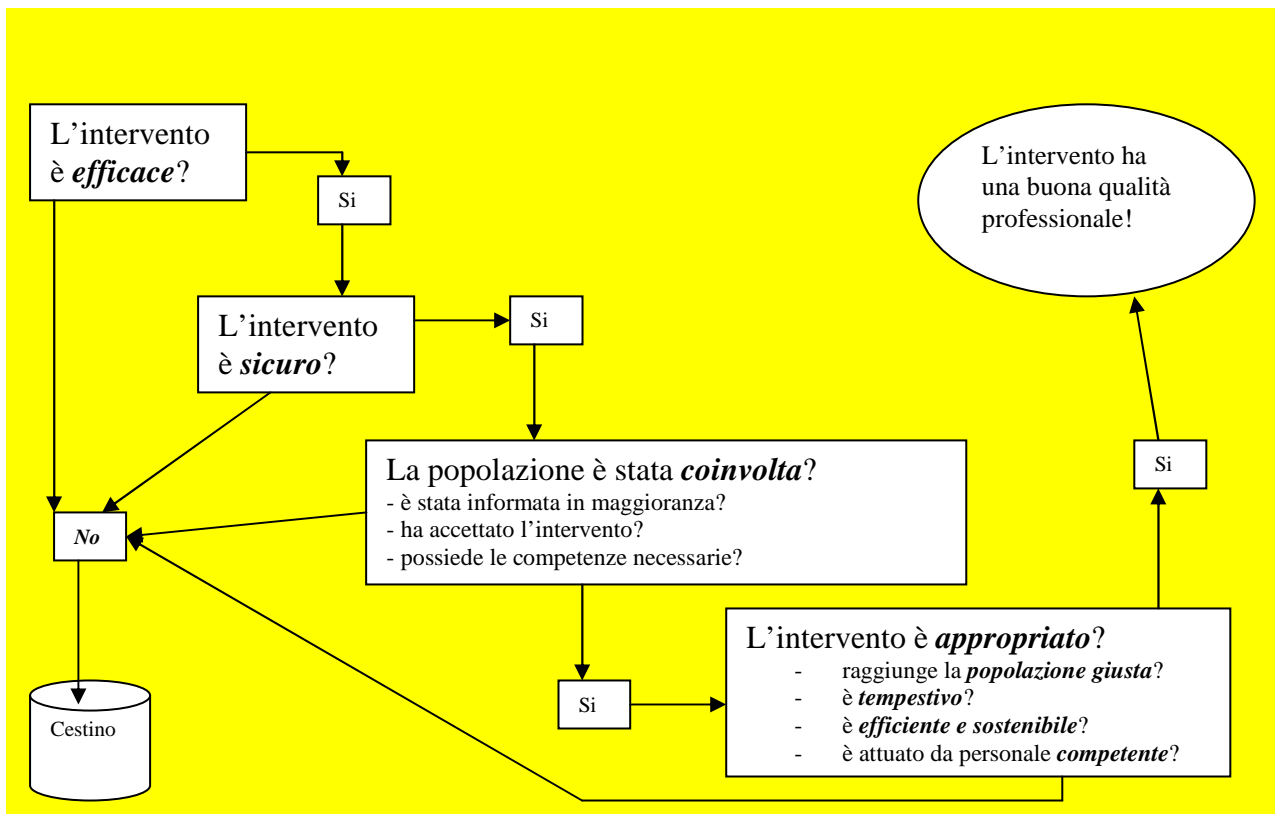 L’intervento
è efficace?
Si
L’intervento ha
una buona qualità
professionale!
L’intervento
è sicuro?
Si
La popolazione è stata coinvolta?
- è stata informata in maggioranza?
- ha accettato l’intervento?
- possiede le competenze necessarie?
Si
No
L’intervento è appropriato?
- raggiunge la popolazione giusta?
- è tempestivo?
- è efficiente e sostenibile?
- è attuato da personale competente?
Si
Cestino